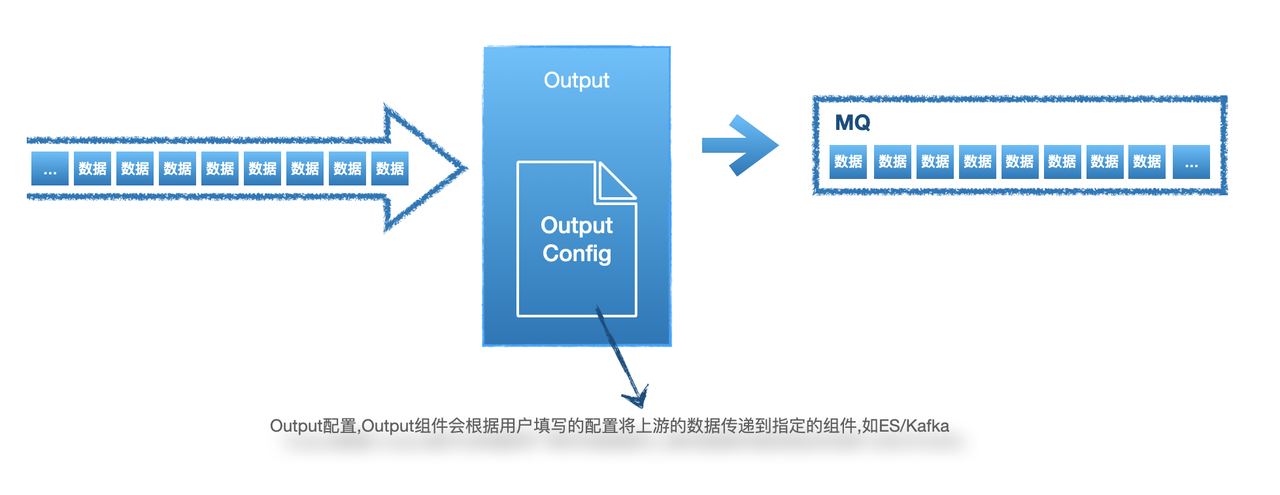 Output
MQ
... 数据 数据 数据 数据 数据 数据 数据 数据
数据 数据 数据 数据 数据 数据 数据 数据 ...
Output
Config
Output配置,Output组件会根据用户填写的配置将上游的数据传递到指定的组件,如ES/Kafka